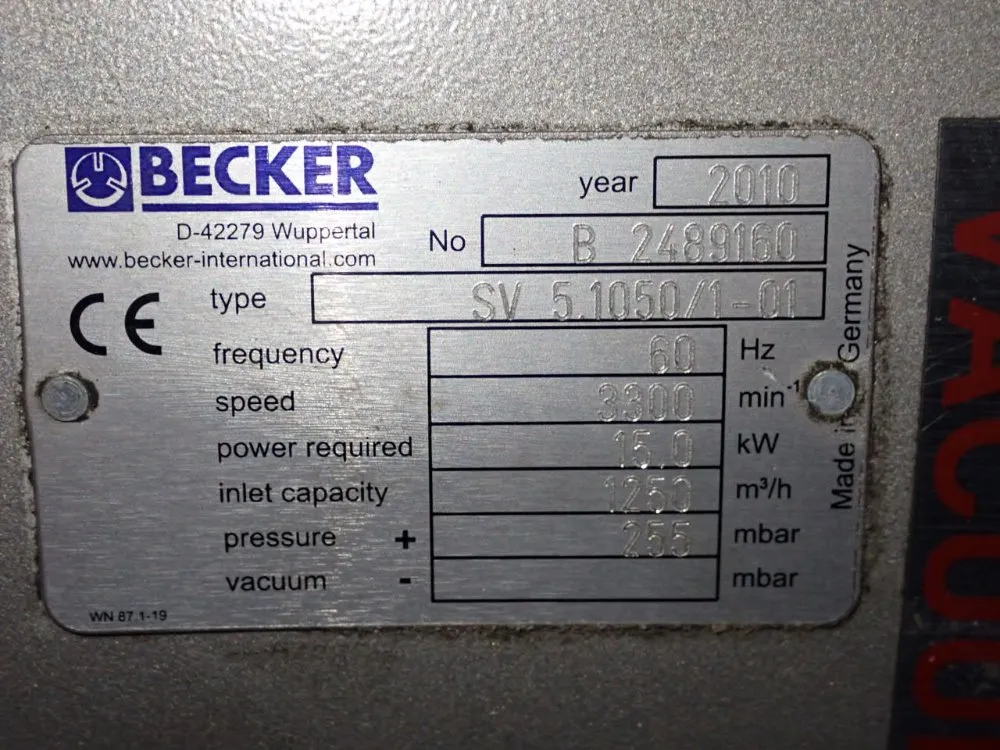 BECKER
D-42279 Wuppertal
www.becker-international.com
year 2010
No B 2489160
type SV 5.1050/1-01
CE
frequency 60 Hz
speed 3300 min⁻¹
power required 15.0 kW
inlet capacity 1250 m³/h
pressure + 255 mbar
vacuum - mbar
WN 87 1-19
Made in Germany
VACUU